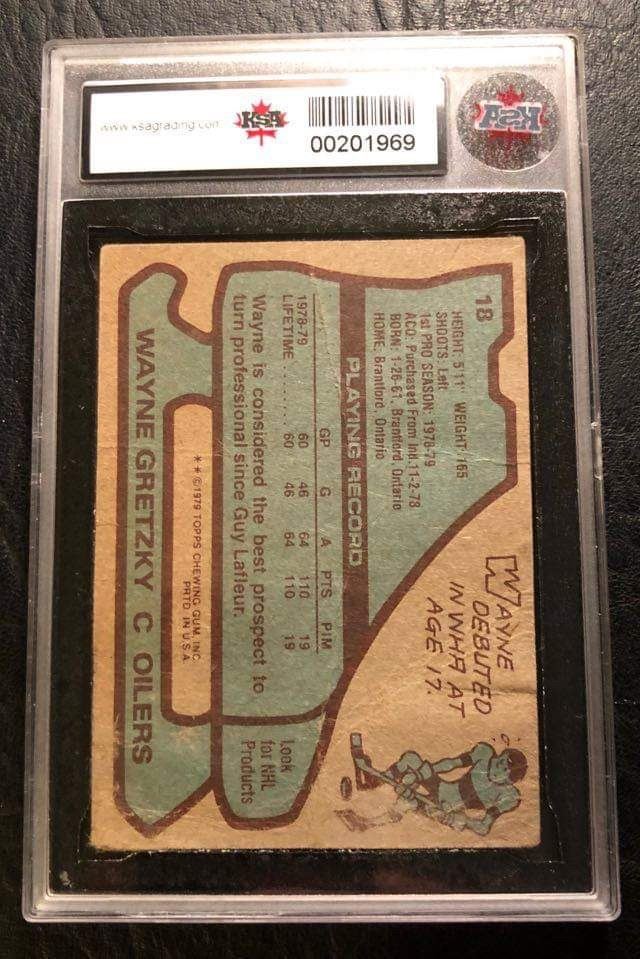 www.ksagrading.com
KSA
00201969
KSA
18
HEIGHT: 5'11" WEIGHT: 165
SHOOTS: Left
1st PRO SEASON: 1978-79
ACQ: Purchased From Ind. 11-2-78
BORN: 1-26-61, Brantford, Ontario
HOME: Brantford, Ontario
WAYNE
DEBUTED
IN WHA AT
AGE 17.
PLAYING RECORD
GP G A PTS PIM
1978-79 60 46 64 110 19
LIFETIME......... 60 46 64 110 19
Wayne is considered the best prospect to
turn professional since Guy Lafleur.
Look
for NHL
Products
* * ©1979 TOPPS CHEWING GUM, INC.
PRTD. IN U.S.A.
WAYNE GRETZKY C OILERS